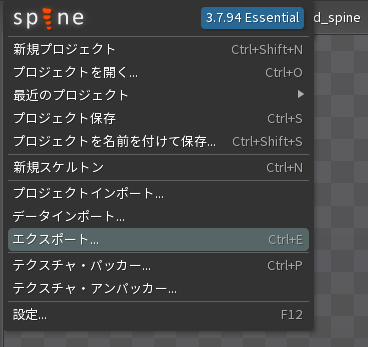 spine 3.7.94 Essential d_spine
新規プロジェクト Ctrl+Shift+N
プロジェクトを開く... Ctrl+O
最近のプロジェクト
プロジェクト保存 Ctrl+S
プロジェクトを名前を付けて保存... Ctrl+Shift+S
新規スケルトン Ctrl+N
プロジェクトインポート...
データインポート...
エクスポート... Ctrl+E
テクスチャ・パッカー... Ctrl+P
テクスチャ・アンパッカー...
設定... F12